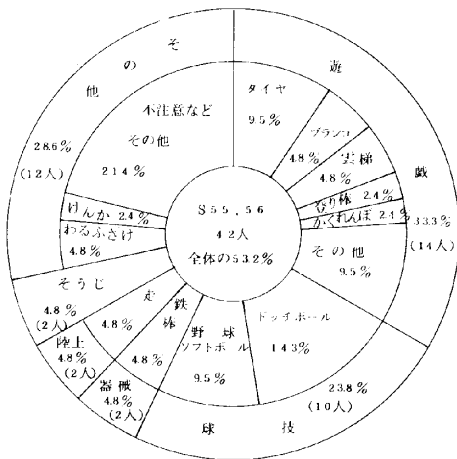 S55,56
42人
全体の53.2%
遊
戯
33.3%
(14人)
タイヤ
9.5%
ブランコ
4.8%
雲梯
4.8%
2.4%
かくれんぼ 2.4%
その他
9.5%
球技
23.8%
(10人)
ドッチボール
14.3%
野球
ソフトボール
9.5%
器械
4.8%
(2人)
鉄
棒
4.8%
陸上
4.8%
(2人)
走
4.8%
そうじ
4.8%
(2人)
その他
28.6%
(12人)
わるふざけ
4.8%
けんか 2.4%
不注意など
その他
21.4%